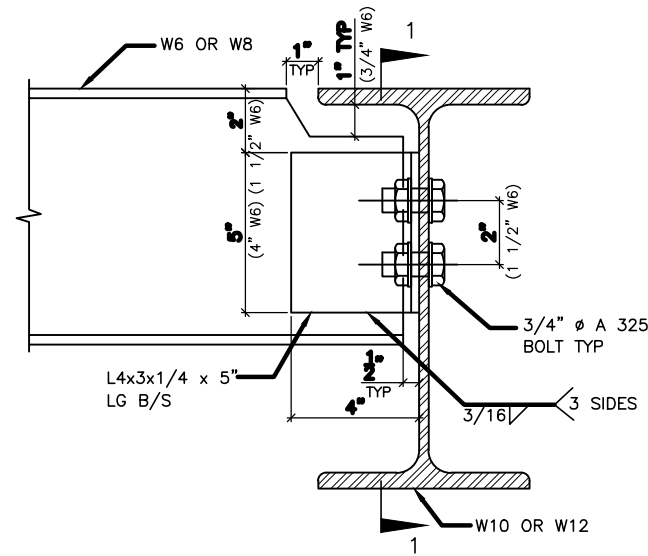 1
W6 OR W8
1"
TYP
1" TYP
(3/4" W6)
2"
(1 1/2" W6)
5"
(4" W6)
2"
(1 1/2" W6)
3/4" ø A 325
BOLT TYP
L4x3x1/4 x 5"
LG B/S
1/2"
TYP
4"
3/16
3 SIDES
W10 OR W12
1